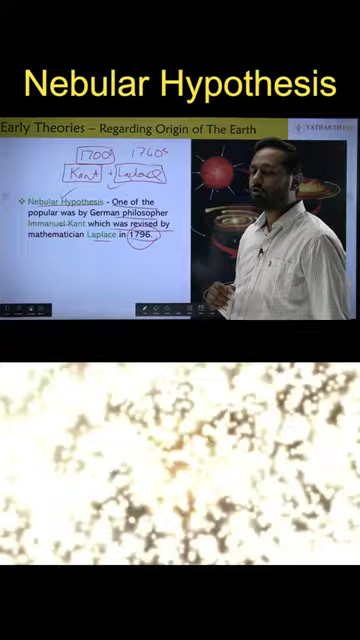 Nebular Hypothesis
Early Theories – Regarding Origin of The Earth
1700s 1760s
Kant + Laplace
❖ Nebular Hypothesis - One of the
popular was by German philosopher
Immanuel Kant which was revised by
mathematician Laplace in 1796.